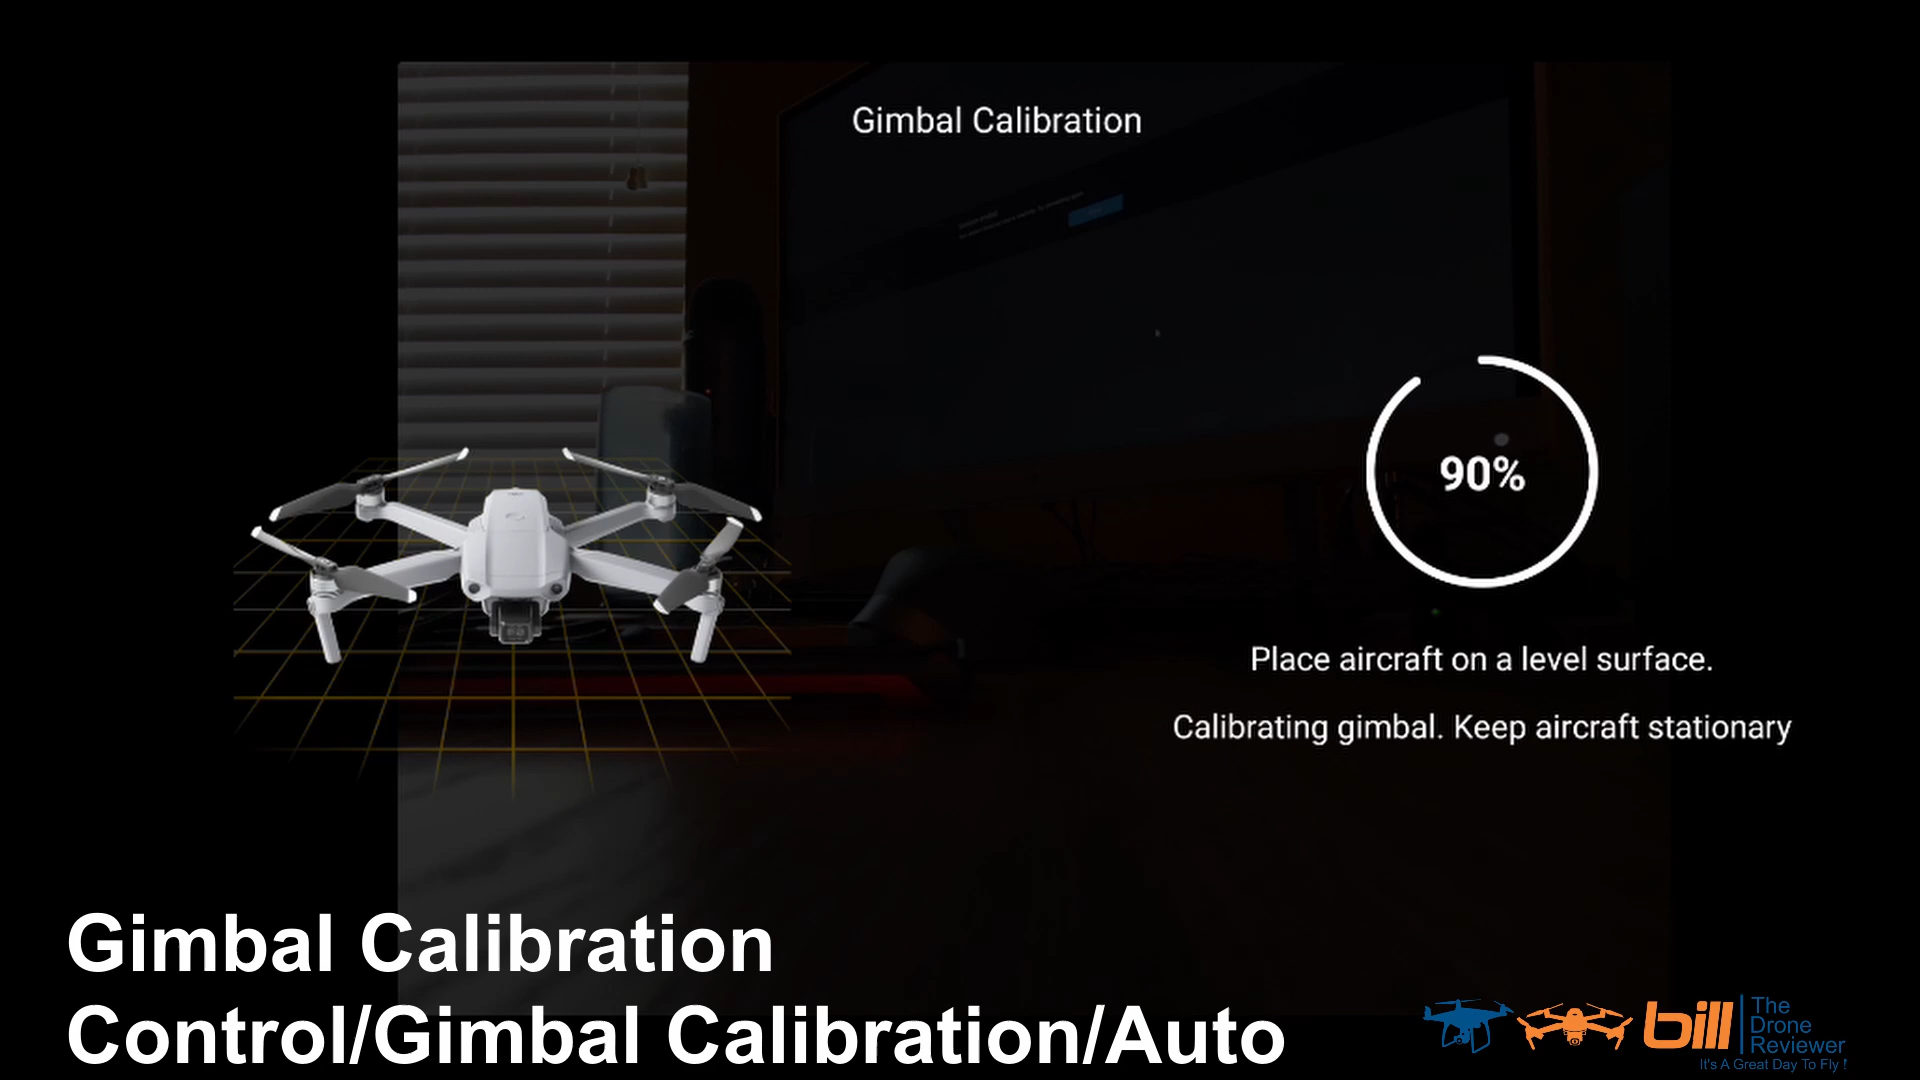 Gimbal Calibration
90%
Place aircraft on a level surface.
Calibrating gimbal. Keep aircraft stationary
Gimbal Calibration
Control/Gimbal Calibration/Auto
bill
The
Drone
Reviewer
It's A Great Day To Fly !